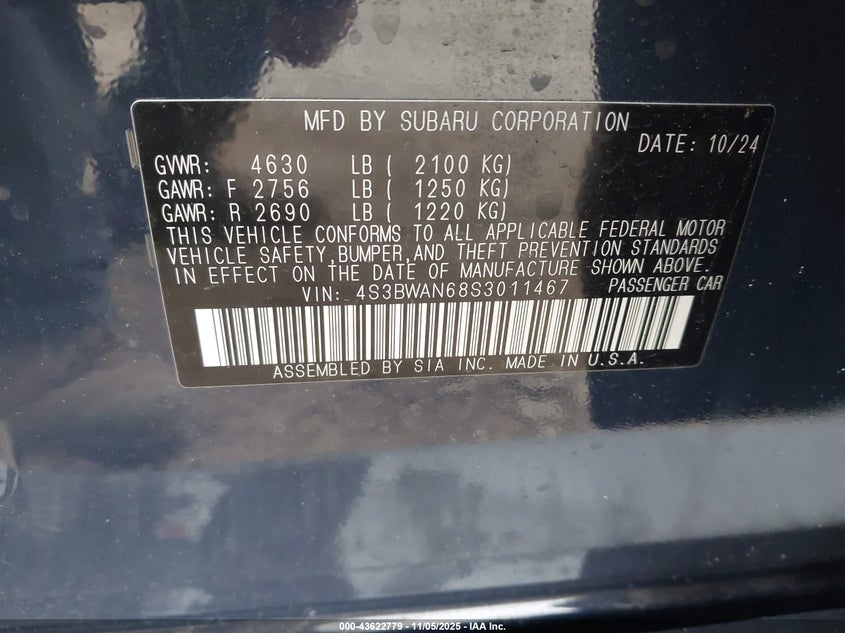 MFD BY SUBARU CORPORATION
DATE: 10/24
GVWR: 4630 LB ( 2100 KG)
GAWR: F 2756 LB ( 1250 KG)
GAWR: R 2690 LB ( 1220 KG)
THIS VEHICLE CONFORMS TO ALL APPLICABLE FEDERAL MOTOR
VEHICLE SAFETY, BUMPER, AND THEFT PREVENTION STANDARDS
IN EFFECT ON THE DATE OF MANUFACTURE SHOWN ABOVE.
VIN: 4S3BWAN68S3011467 PASSENGER CAR
ASSEMBLED BY SIA INC. MADE IN U.S.A.
000-43622779 - 11/05/2025 - IAA Inc.